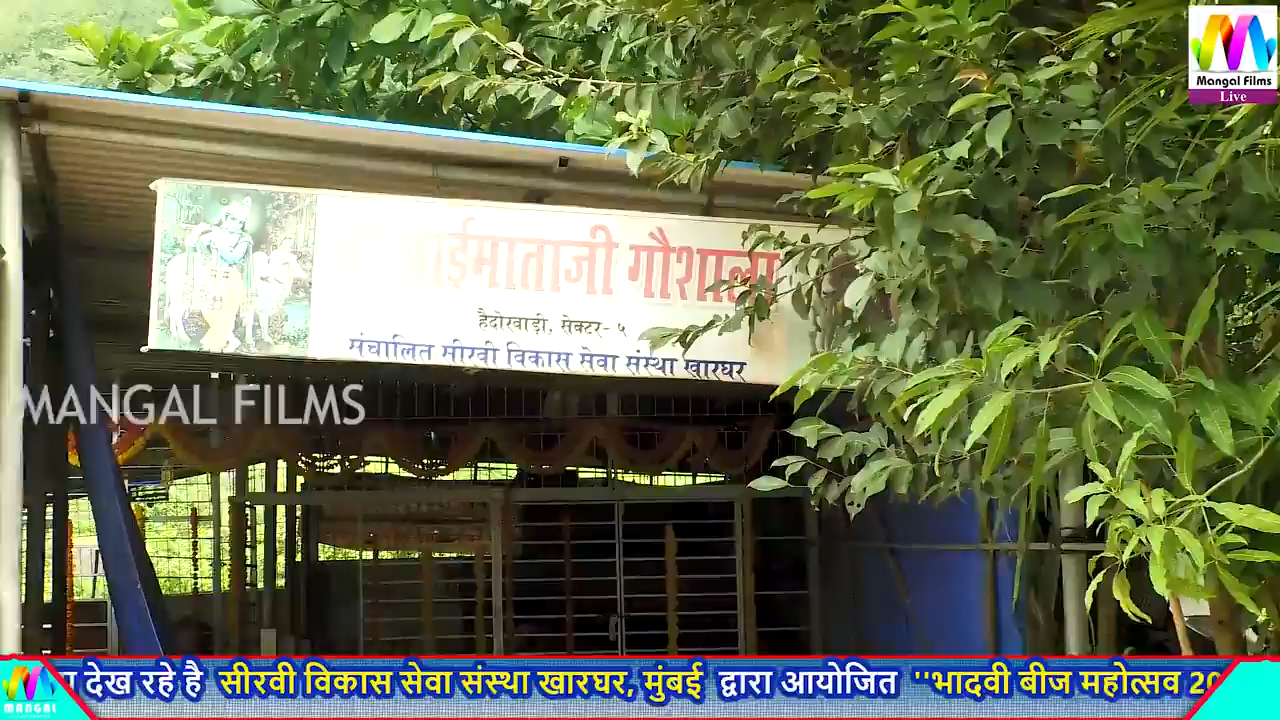 Mangal Films
Live
आईमाताजी गौशाला
हैदोरवाड़ी, सेक्टर- ५
संचालित सीरवी विकास सेवा संस्था खारघर
MANGAL FILMS
देख रहे है सीरवी विकास सेवा संस्था खारघर, मुंबई द्वारा आयोजित ''भादवी बीज महोत्सव
MANGAL